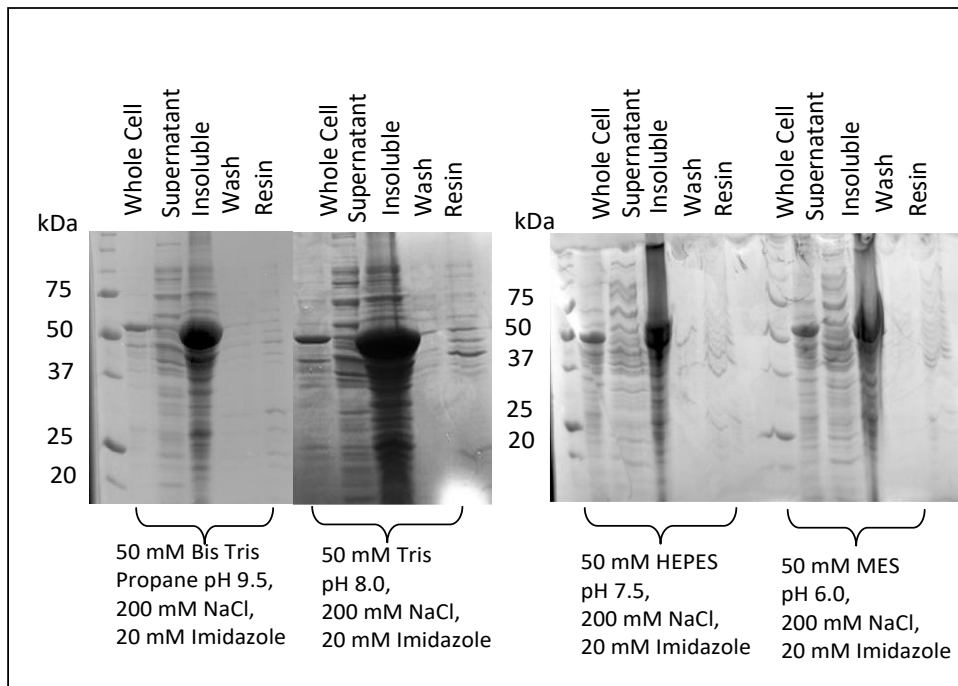 Whole Cell
Supernatant
Insoluble
Wash
Resin
Whole Cell
Supernatant
Insoluble
Wash
Resin
Whole Cell
Supernatant
Insoluble
Wash
Resin
Whole Cell
Supernatant
Insoluble
Wash
Resin
kDa
75
50
37
25
20
kDa
75
50
37
25
20
50 mM Bis Tris
Propane pH 9.5,
200 mM NaCl,
20 mM Imidazole
50 mM Tris
pH 8.0,
200 mM NaCl,
20 mM Imidazole
50 mM HEPES
pH 7.5,
200 mM NaCl,
20 mM Imidazole
50 mM MES
pH 6.0,
200 mM NaCl,
20 mM Imidazole